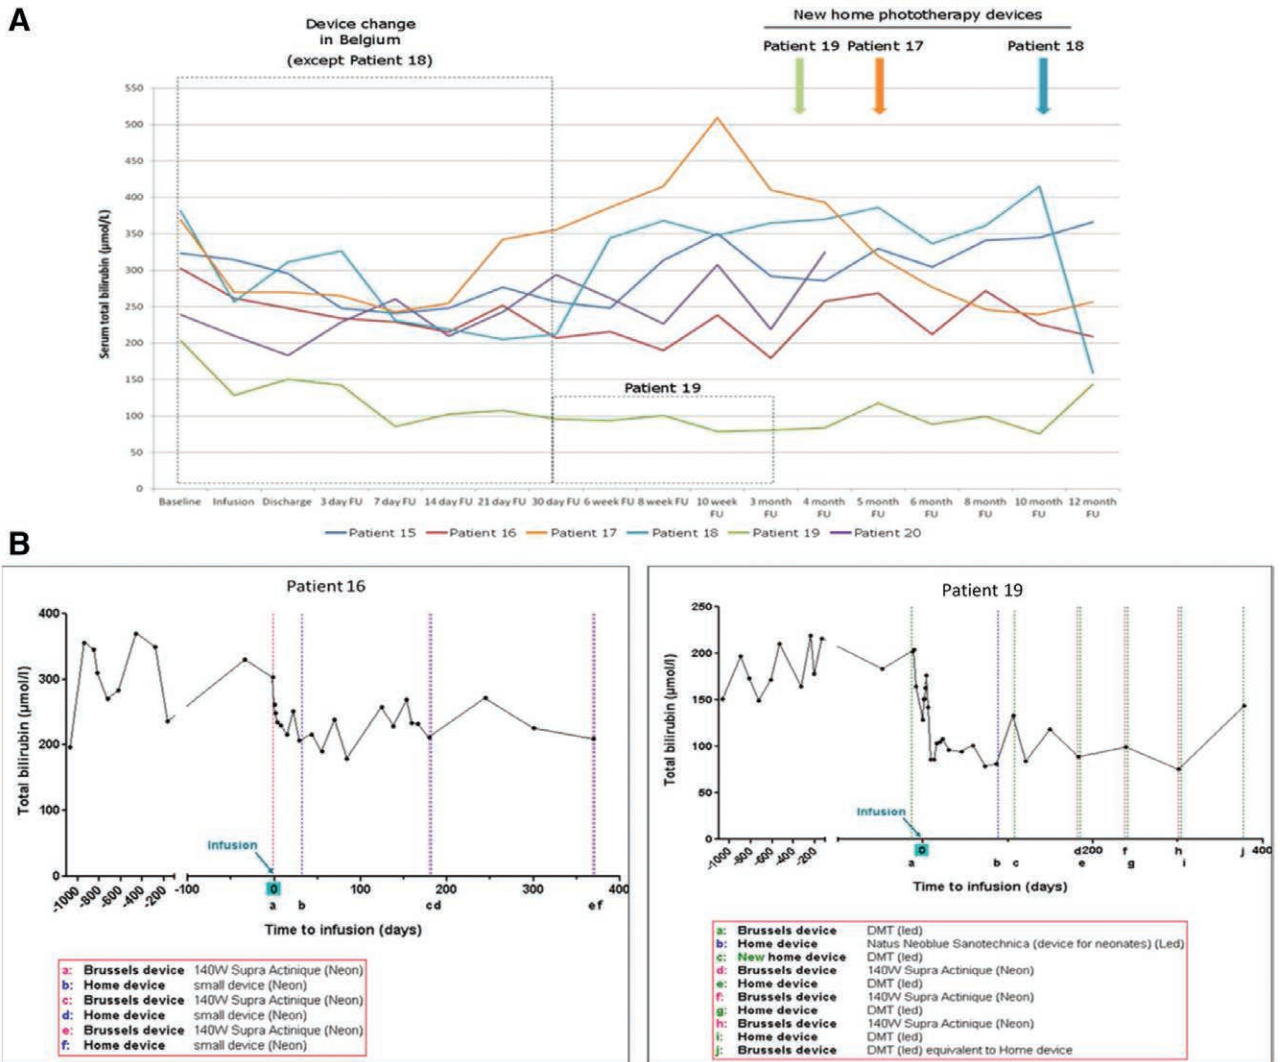 A
Device change
in Belgium
(except Patient 18)
New home phototherapy devices
Patient 19 Patient 17 Patient 18
Serum total bilirubin (µmol/L)
550
500
450
400
350
300
250
200
150
100
50
0
Patient 19
Baseline Infusion Discharge 3 day FU 7 day FU 14 day FU 21 day FU 30 day FU 6 week FU 8 week FU 10 week FU 3 month FU 4 month FU 5 month FU 6 month FU 8 month FU 10 month FU 12 month FU
Patient 15 Patient 16 Patient 17 Patient 18 Patient 19 Patient 20
B
Patient 16
Total bilirubin (µmol/l)
400
300
200
100
0
Infusion
-1000 -800 -600 -400 -200 -100 0 100 200 300 400
a b c d e f
Time to infusion (days)
a: Brussels device 140W Supra Actinique (Neon)
b: Home device small device (Neon)
c: Brussels device 140W Supra Actinique (Neon)
d: Home device small device (Neon)
e: Brussels device 140W Supra Actinique (Neon)
f: Home device small device (Neon)
Patient 19
Total bilirubin (µmol/l)
250
200
150
100
50
0
Infusion
-1000 -800 -600 -400 -200 0 200 400
a b c d e f g h i j
Time to infusion (days)
a: Brussels device DMT (led)
b: Home device Natus Neoblue Sanotechnica (device for neonates) (Led)
c: New home device DMT (led)
d: Brussels device 140W Supra Actinique (Neon)
e: Home device DMT (led)
f: Brussels device 140W Supra Actinique (Neon)
g: Home device DMT (led)
h: Brussels device 140W Supra Actinique (Neon)
i: Home device DMT (led)
j: Brussels device DMT (led) equivalent to Home device